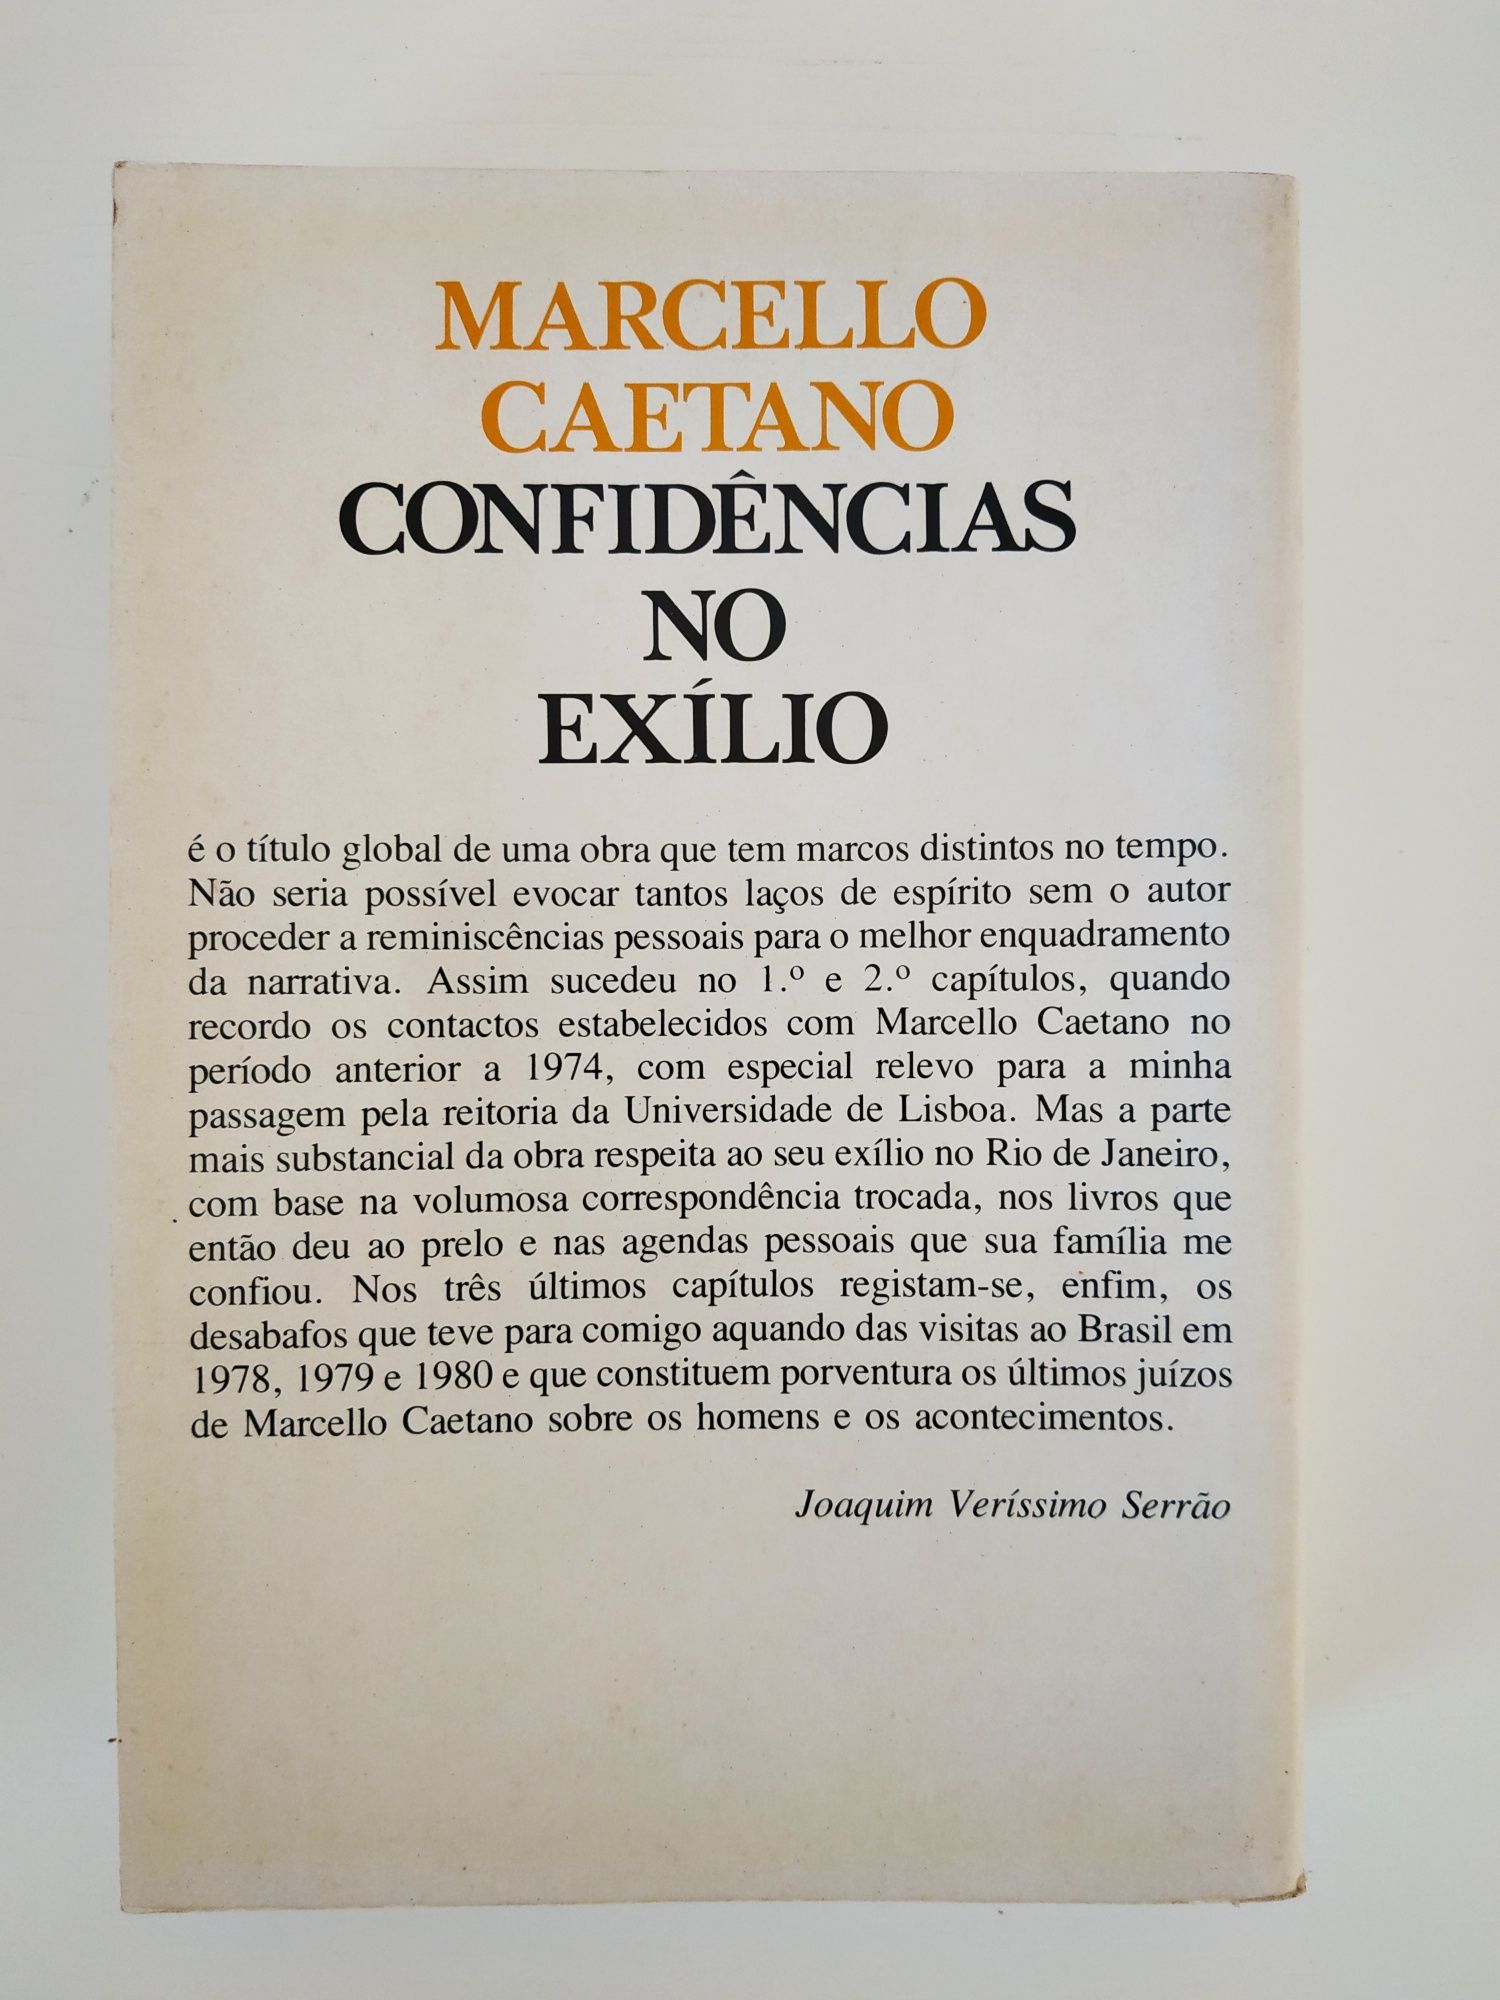 MARCELLO
CAETANO
CONFIDÊNCIAS
NO
EXÍLIO
é o título global de uma obra que tem marcos distintos no tempo.
Não seria possível evocar tantos laços de espírito sem o autor
proceder a reminiscências pessoais para o melhor enquadramento
da narrativa. Assim sucedeu no 1.º e 2.º capítulos, quando
recordo os contactos estabelecidos com Marcello Caetano no
período anterior a 1974, com especial relevo para a minha
passagem pela reitoria da Universidade de Lisboa. Mas a parte
mais substancial da obra respeita ao seu exílio no Rio de Janeiro,
com base na volumosa correspondência trocada, nos livros que
então deu ao prelo e nas agendas pessoais que sua família me
confiou. Nos três últimos capítulos registam-se, enfim, os
desabafos que teve para comigo aquando das visitas ao Brasil em
1978, 1979 e 1980 e que constituem porventura os últimos juízos
de Marcello Caetano sobre os homens e os acontecimentos.
Joaquim Veríssimo Serrão